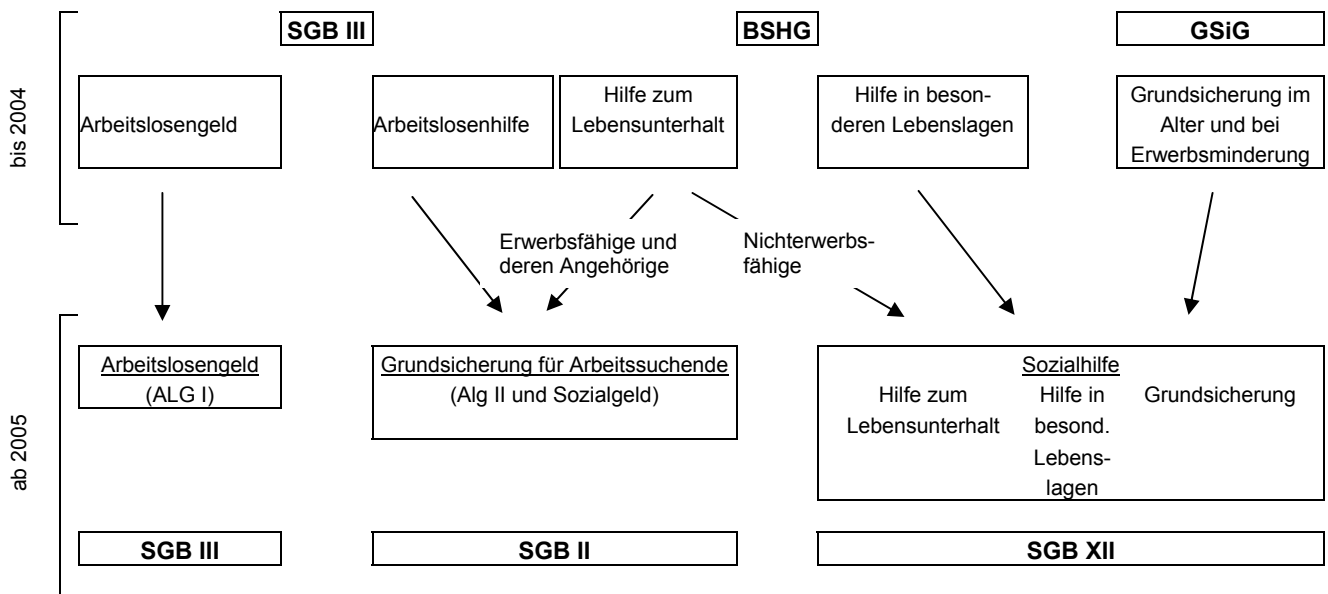 SGB III
BSHG
GSiG
bis 2004
Arbeitslosengeld
Arbeitslosenhilfe
Hilfe zum
Lebensunterhalt
Hilfe in beson-
deren Lebenslagen
Grundsicherung im
Alter und bei
Erwerbsminderung
Erwerbsfähige und
deren Angehörige
Nichterwerbs-
fähige
ab 2005
Arbeitslosengeld
(ALG I)
Grundsicherung für Arbeitssuchende
(Alg II und Sozialgeld)
Sozialhilfe
Hilfe zum
Lebensunterhalt
Hilfe in
besond.
Lebens-
lagen
Grundsicherung
SGB III
SGB II
SGB XII